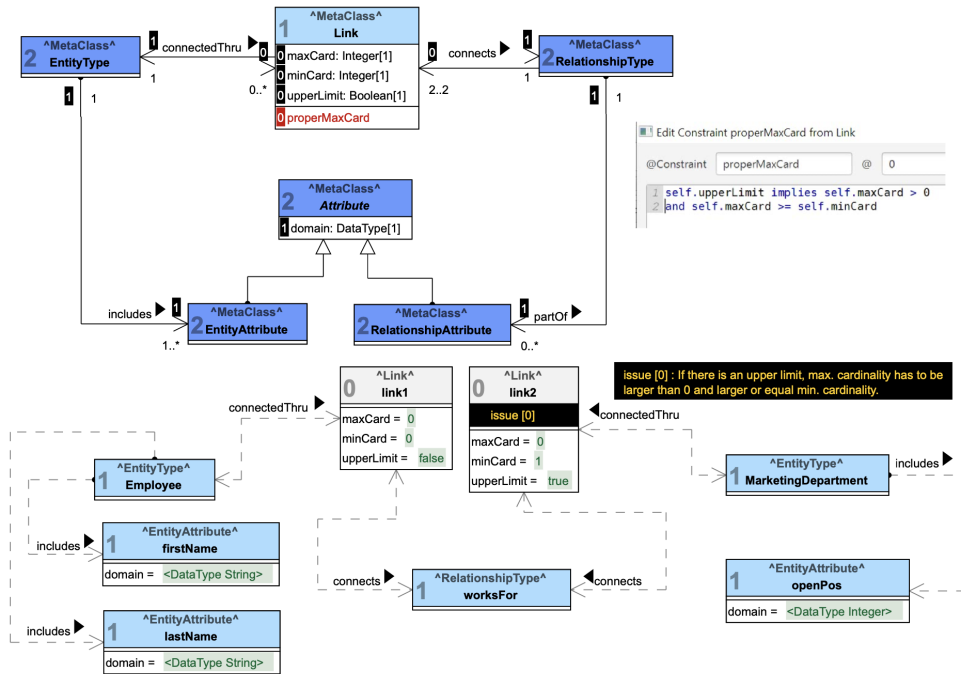 ^MetaClass^
1
Link
0 maxCard: Integer[1]
0 minCard: Integer[1]
0 upperLimit: Boolean[1]
0 properMaxCard
^MetaClass^
2
EntityType
1
connectedThru
0
1
0..*
0
connects
1
2..2
1
^MetaClass^
2
RelationshipType
1
1
1
1
Edit Constraint properMaxCard from Link
@Constraint
properMaxCard
@
0
1 self.upperLimit implies self.maxCard > 0
2 and self.maxCard >= self.minCard
^MetaClass^
2
Attribute
1 domain: DataType[1]
includes
1
1..*
^MetaClass^
2
EntityAttribute
^MetaClass^
2
RelationshipAttribute
1
partOf
0..*
^Link^
0
link1
maxCard = 0
minCard = 0
upperLimit = false
^Link^
0
link2
issue [0]
maxCard = 0
minCard = 1
upperLimit = true
issue [0] : If there is an upper limit, max. cardinality has to be
larger than 0 and larger or equal min. cardinality.
connectedThru
connectedThru
^EntityType^
1
Employee
^EntityType^
1
MarketingDepartment
includes
includes
^EntityAttribute^
1
firstName
domain = <DataType String>
connects
^RelationshipType^
1
worksFor
connects
^EntityAttribute^
1
openPos
domain = <DataType Integer>
includes
^EntityAttribute^
1
lastName
domain = <DataType String>